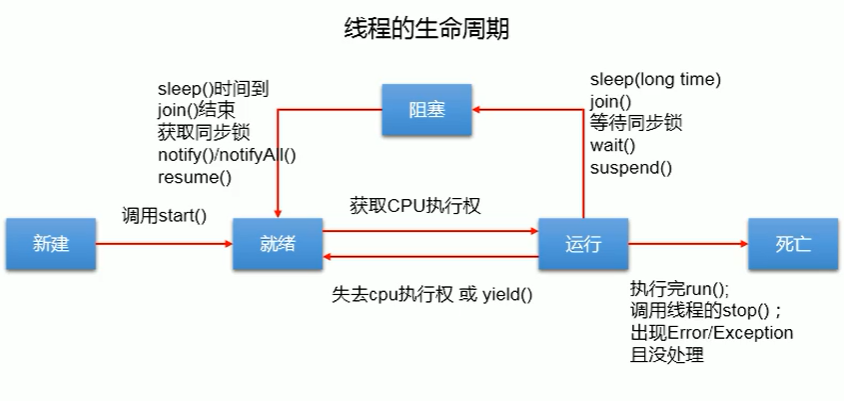 线程的生命周期
sleep()时间到
join()结束
获取同步锁
notify()/notifyAll()
resume()
阻塞
sleep(long time)
join()
等待同步锁
wait()
suspend()
调用start()
获取CPU执行权
新建
就绪
运行
死亡
失去cpu执行权 或 yield()
执行完run();
调用线程的stop()；
出现Error/Exception
且没处理